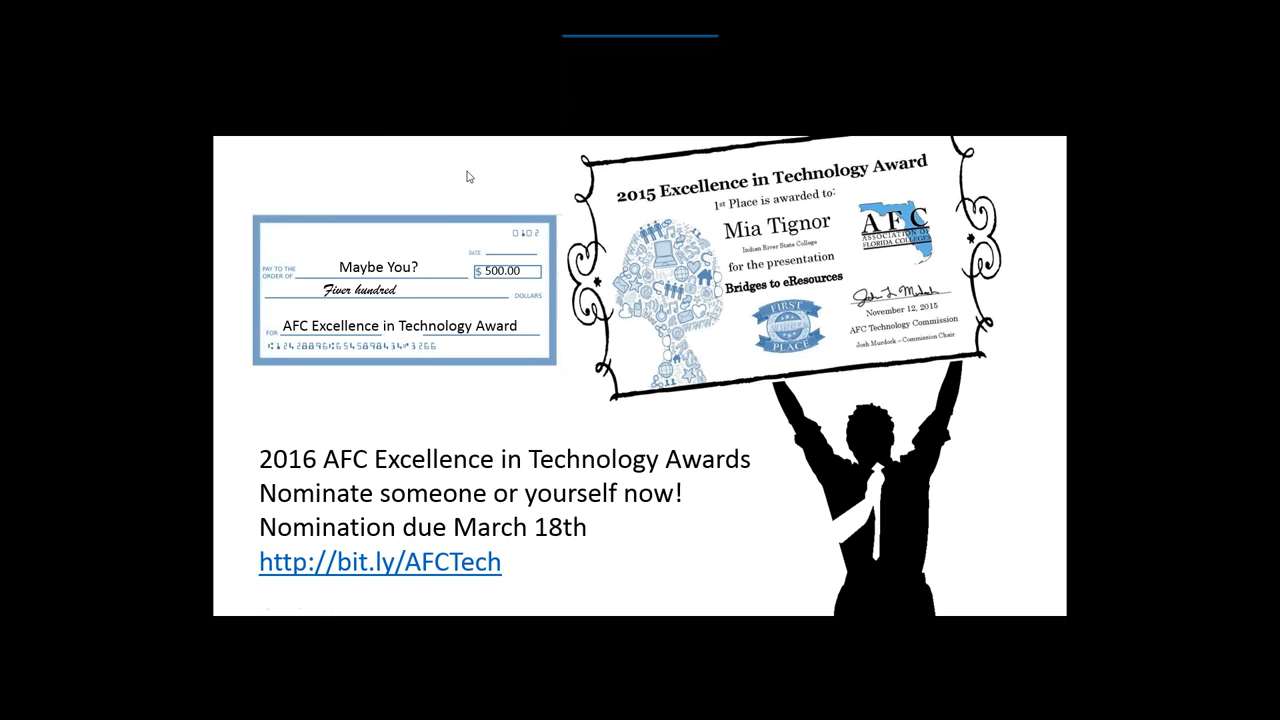 0102
DATE
PAY TO THE
ORDER OF
Maybe You?
$ 500.00
Fiver hundred
DOLLARS
FOR AFC Excellence in Technology Award
2015 Excellence in Technology Award
1st Place is awarded to:
Mia Tignor
Indian River State College
for the presentation
Bridges to eResources
FIRST
PLACE
AFC
ASSOCIATION OF
FLORIDA COLLEGES
November 12, 2015
AFC Technology Commission
Josh Murdock – Commission Chair
2016 AFC Excellence in Technology Awards
Nominate someone or yourself now!
Nomination due March 18th
http://bit.ly/AFCTech